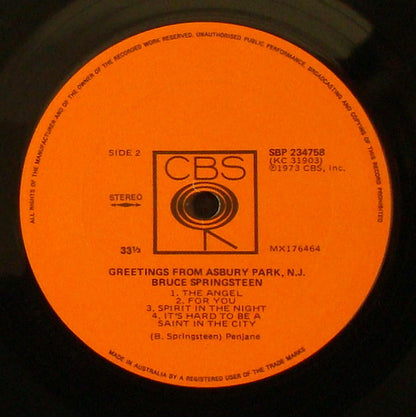 ALL RIGHTS OF THE MANUFACTURER AND OF THE OWNER OF THE RECORDED WORK RESERVED. UNAUTHORISED PUBLIC PERFORMANCE, BROADCASTING AND COPYING OF THIS RECORD PROHIBITED
SIDE 2
CBS
SBP 234758
(KC 31903)
Ⓟ1973 CBS, Inc.
STEREO
33⅓
MX176464
GREETINGS FROM ASBURY PARK, N.J.
BRUCE SPRINGSTEEN
1. THE ANGEL
2. FOR YOU
3. SPIRIT IN THE NIGHT
4. IT'S HARD TO BE A
SAINT IN THE CITY
(B. Springsteen) Penjane
MADE IN AUSTRALIA BY A REGISTERED USER OF THE TRADE MARKS